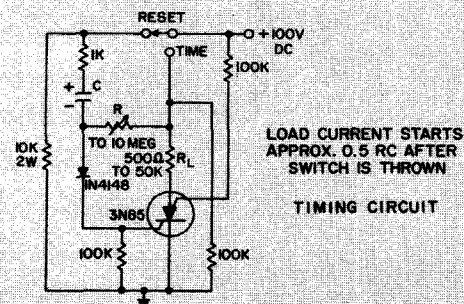 RESET
+100V
DC
TIME
1K
100K
+
C
-
R
TO 10 MEG
10K
2W
500Ω
TO 50K
RL
1N4148
3N85
100K
100K
LOAD CURRENT STARTS
APPROX. 0.5 RC AFTER
SWITCH IS THROWN
TIMING CIRCUIT